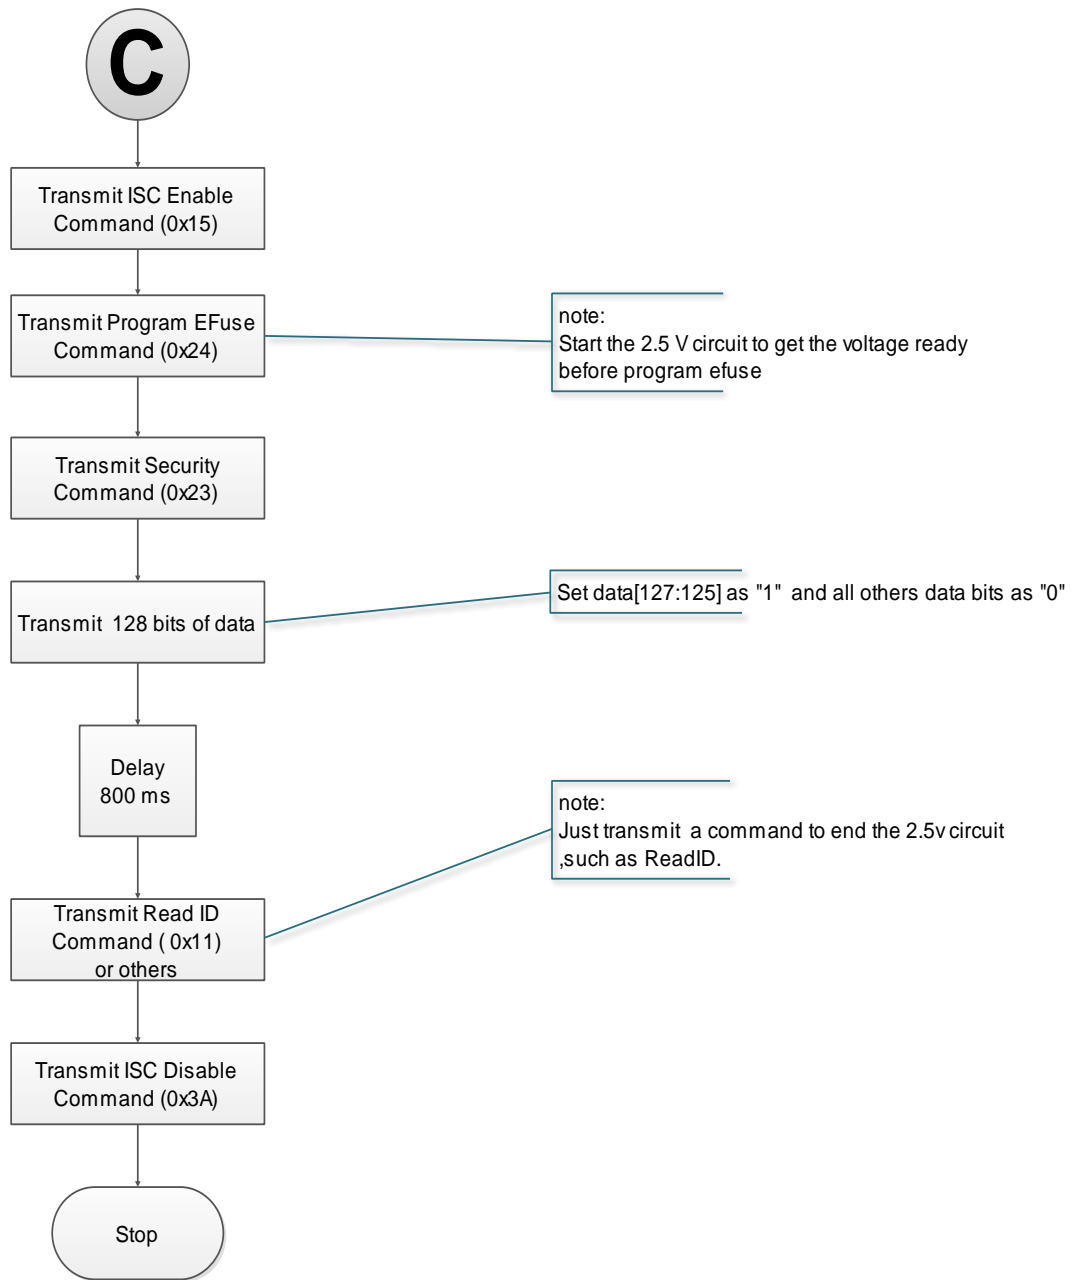 C
Transmit ISC Enable
Command (0x15)
Transmit Program EFuse
Command (0x24)
note:
Start the 2.5 V circuit to get the voltage ready
before program efuse
Transmit Security
Command (0x23)
Transmit 128 bits of data
Set data[127:125] as "1" and all others data bits as "0"
Delay
800 ms
note:
Just transmit a command to end the 2.5v circuit
,such as ReadID.
Transmit Read ID
Command ( 0x11)
or others
Transmit ISC Disable
Command (0x3A)
Stop